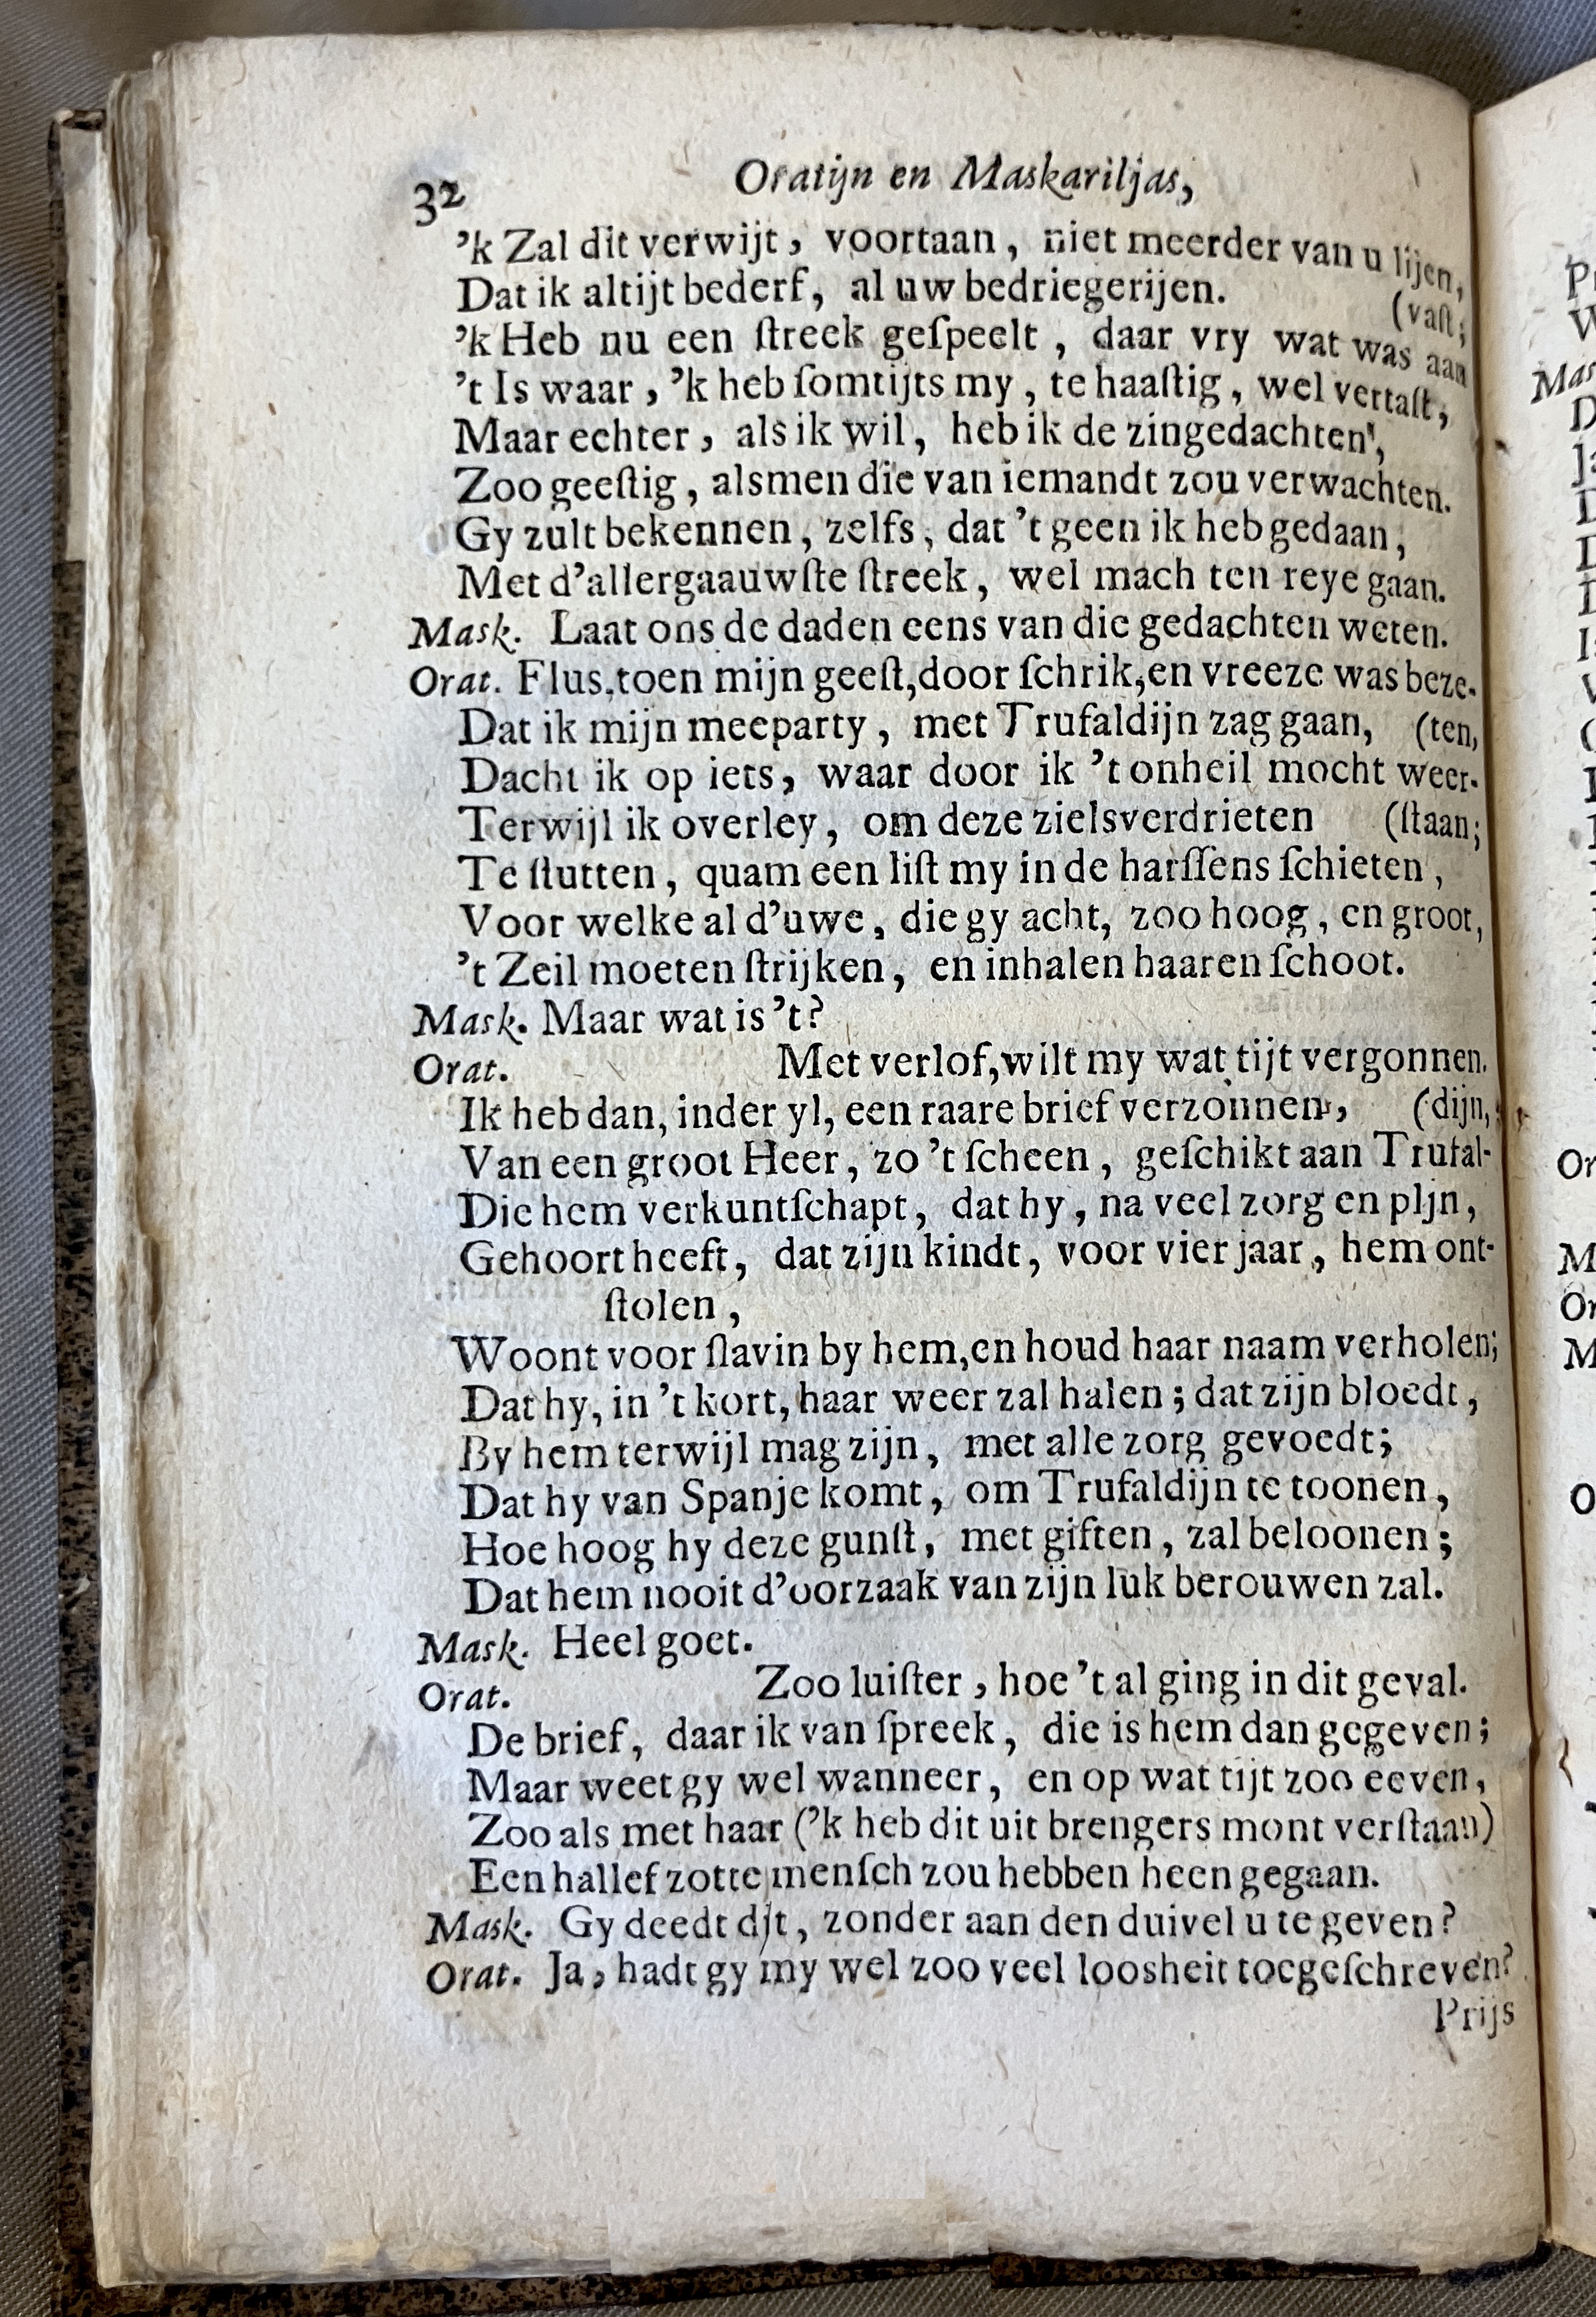 32 Oratijn en Maskariljas,
’k Zal dit verwijt, voortaan, niet meerder van u lijen,
Dat ik altijt bederf, al uw bedriegerijen. (vaſt;
’k Heb nu een ſtreek geſpeelt, daar vry wat was aan
’t Is waar, ’k heb ſomtijts my, te haaſtig, wel vertaſt,
Maar echter, als ik wil, heb ik de zingedachten,
Zoo geeſtig, alsmen die van iemandt zou verwachten.
Gy zult bekennen, zelfs, dat ’t geen ik heb gedaan,
Met d’allergaauwſte ſtreek, wel mach ten reye gaan.
Mask. Laat ons de daden eens van die gedachten weten.
Orat. Flus, toen mijn geeſt, door ſchrik, en vreeze was beze-
Dat ik mijn meeparty, met Trufaldijn zag gaan, (ten,
Dacht ik op iets, waar door ik ’t onheil mocht weer-
Terwijl ik overley, om deze zielsverdrieten (ſtaan;
Te ſtutten, quam een liſt my in de harſſens ſchieten,
Voor welke al d’uwe, die gy acht, zoo hoog, en groot,
’t Zeil moeten ſtrijken, en inhalen haaren ſchoot.
Mask. Maar wat is ’t?
Orat. Met verlof, wilt my wat tijt vergonnen.
Ik heb dan, inder yl, een raare brief verzonnen, (dijn,
Van een groot Heer, zo ’t ſcheen, geſchikt aan Trufal-
Die hem verkuntſchapt, dat hy, na veel zorg en pijn,
Gehoort heeft, dat zijn kindt, voor vier jaar, hem ont-
ſtolen,
Woont voor ſlavin by hem, en houd haar naam verholen;
Dat hy, in ’t kort, haar weer zal halen; dat zijn bloedt,
By hem terwijl mag zijn, met alle zorg gevoedt;
Dat hy van Spanje komt, om Trufaldijn te toonen,
Hoe hoog hy deze gunſt, met giften, zal beloonen;
Dat hem nooit d’oorzaak van zijn luk berouwen zal.
Mask. Heel goet.
Orat. Zoo luiſter, hoe ’t al ging in dit geval.
De brief, daar ik van ſpreek, die is hem dan gegeven;
Maar weet gy wel wanneer, en op wat tijt zoo eeven,
Zoo als met haar (’k heb dit uit brengers mont verſtaan)
Een hallef zotte menſch zou hebben heen gegaan.
Mask. Gy deedt dit, zonder aan den duivel u te geven?
Orat. Ja, hadt gy my wel zoo veel loosheit toegeſchreven?
Prijs